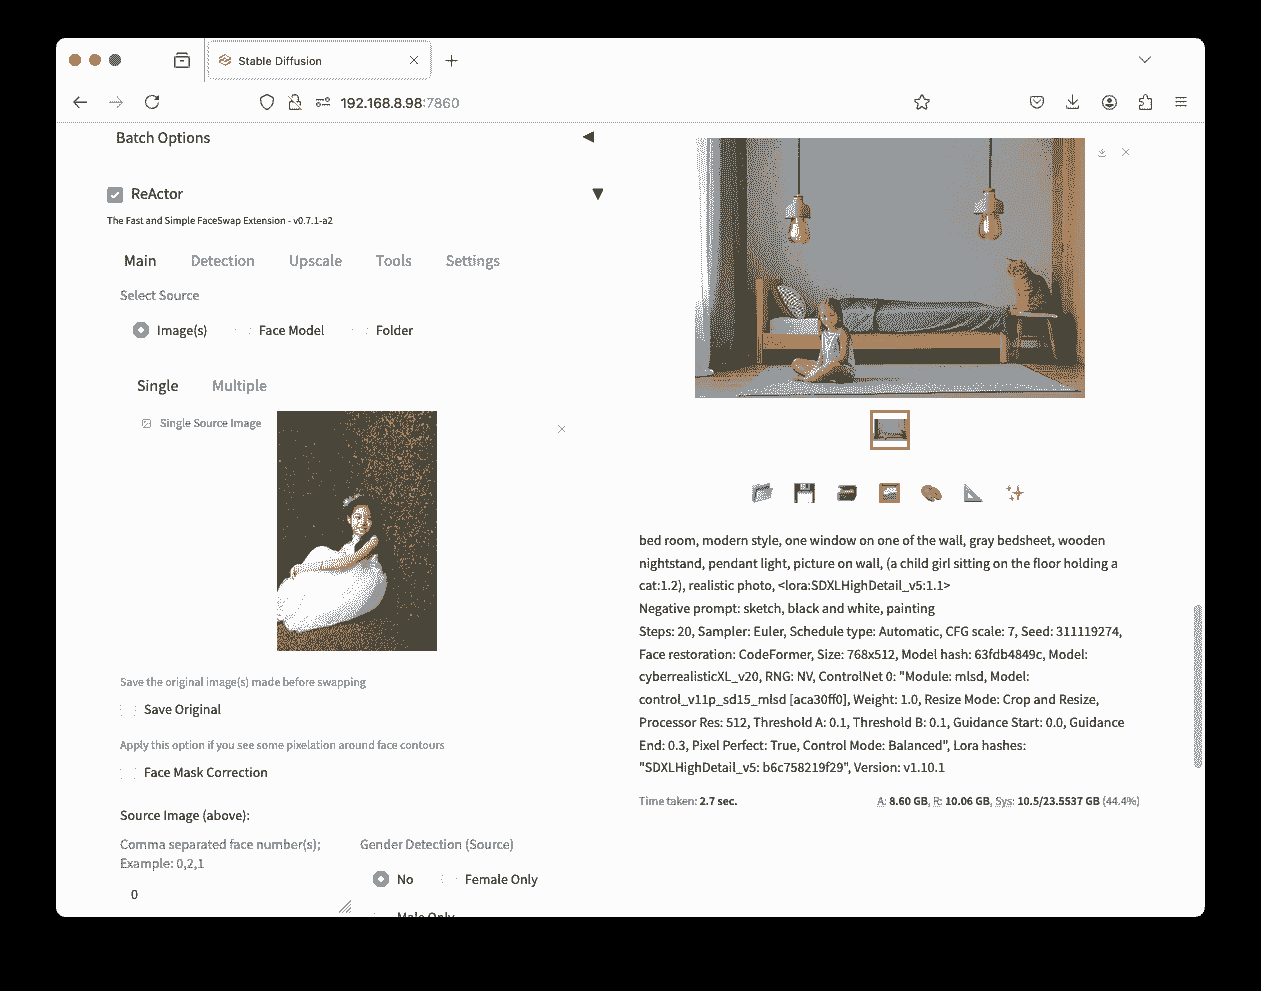 Stable Diffusion
192.168.8.98:7860
Batch Options
ReActor
The Fast and Simple FaceSwap Extension - v0.7.1-a2
Main Detection Upscale Tools Settings
Select Source
Image(s) Face Model Folder
Single Multiple
Single Source Image
Save the original image(s) made before swapping
Save Original
Apply this option if you see some pixelation around face contours
Face Mask Correction
Source Image (above):
Comma separated face number(s);
Example: 0,2,1
0
Gender Detection (Source)
No Female Only
Male Only
bed room, modern style, one window on one of the wall, gray bedsheet, wooden
nightstand, pendant light, picture on wall, (a child girl sitting on the floor holding a
cat:1.2), realistic photo, <lora:SDXLHighDetail_v5:1.1>
Negative prompt: sketch, black and white, painting
Steps: 20, Sampler: Euler, Schedule type: Automatic, CFG scale: 7, Seed: 311119274,
Face restoration: CodeFormer, Size: 768x512, Model hash: 63fdb4849c, Model:
cyberrealisticXL_v20, RNG: NV, ControlNet 0: "Module: mlsd, Model:
control_v11p_sd15_mlsd [aca30ff0], Weight: 1.0, Resize Mode: Crop and Resize,
Processor Res: 512, Threshold A: 0.1, Threshold B: 0.1, Guidance Start: 0.0, Guidance
End: 0.3, Pixel Perfect: True, Control Mode: Balanced", Lora hashes:
"SDXLHighDetail_v5: b6c758219f29", Version: v1.10.1
Time taken: 2.7 sec.
A: 8.60 GB, R: 10.06 GB, Sys: 10.5/23.5537 GB (44.4%)